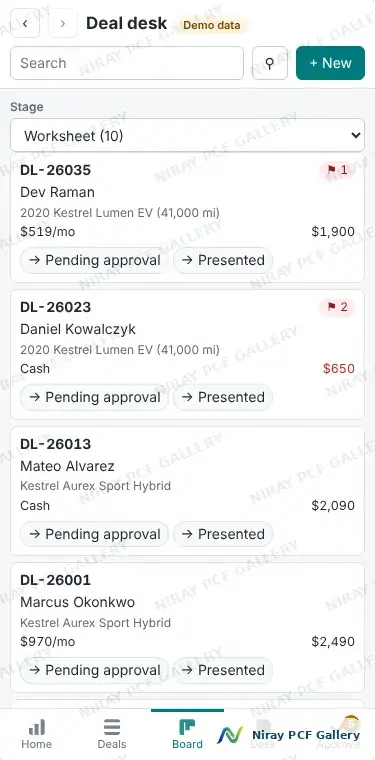 Deal desk
Demo data
Search
+ New
Stage
Worksheet (10)
DL-26035
⚑ 1
Dev Raman
2020 Kestrel Lumen EV (41,000 mi)
$519/mo
$1,900
→ Pending approval
→ Presented
DL-26023
⚑ 2
Daniel Kowalczyk
2020 Kestrel Lumen EV (41,000 mi)
Cash
$650
→ Pending approval
→ Presented
DL-26013
Mateo Alvarez
Kestrel Aurex Sport Hybrid
Cash
$2,090
→ Pending approval
→ Presented
DL-26001
Marcus Okonkwo
Kestrel Aurex Sport Hybrid
$970/mo
$2,490
→ Pending approval
→ Presented
Home
Deals
Board
Desk
Niray PCF Gallery
NIRAY PCF GALLERY